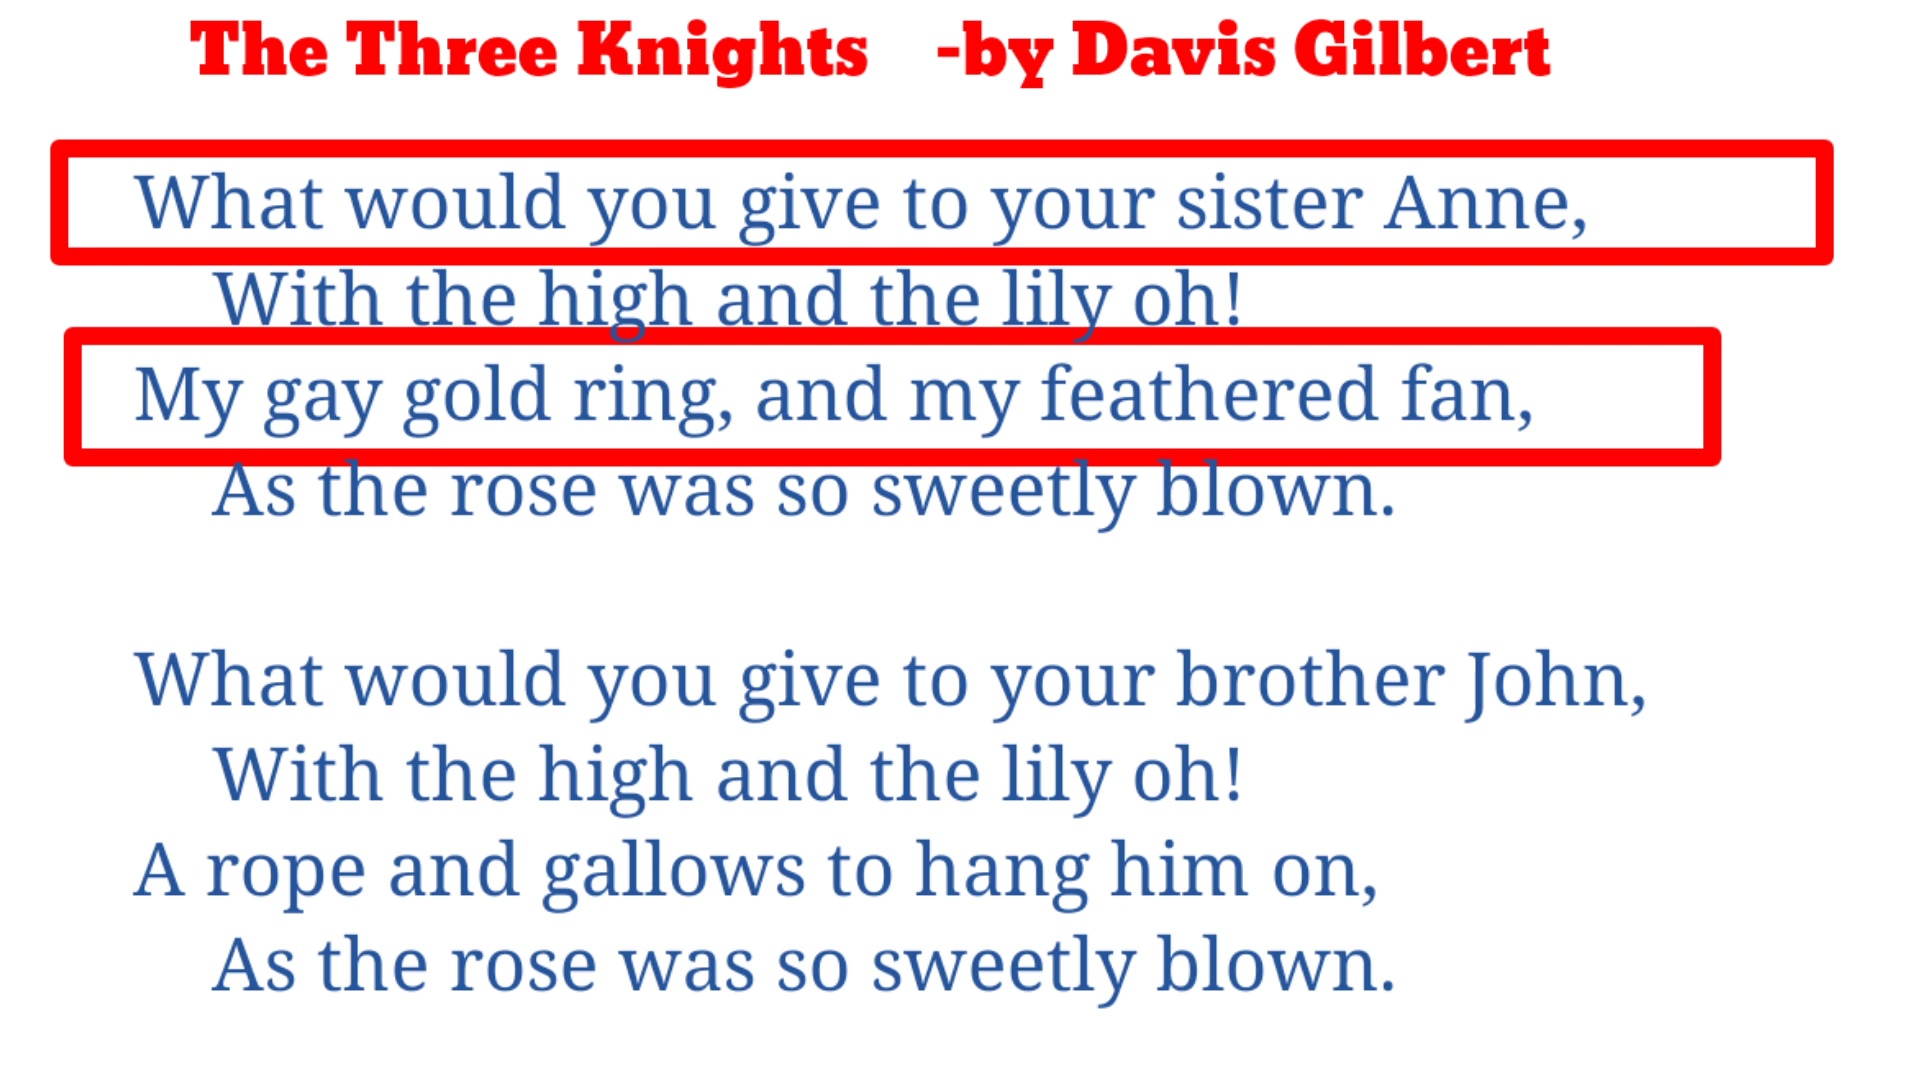 The Three Knights -by Davis Gilbert
What would you give to your sister Anne,
With the high and the lily oh!
My gay gold ring, and my feathered fan,
As the rose was so sweetly blown.
What would you give to your brother John,
With the high and the lily oh!
A rope and gallows to hang him on,
As the rose was so sweetly blown.